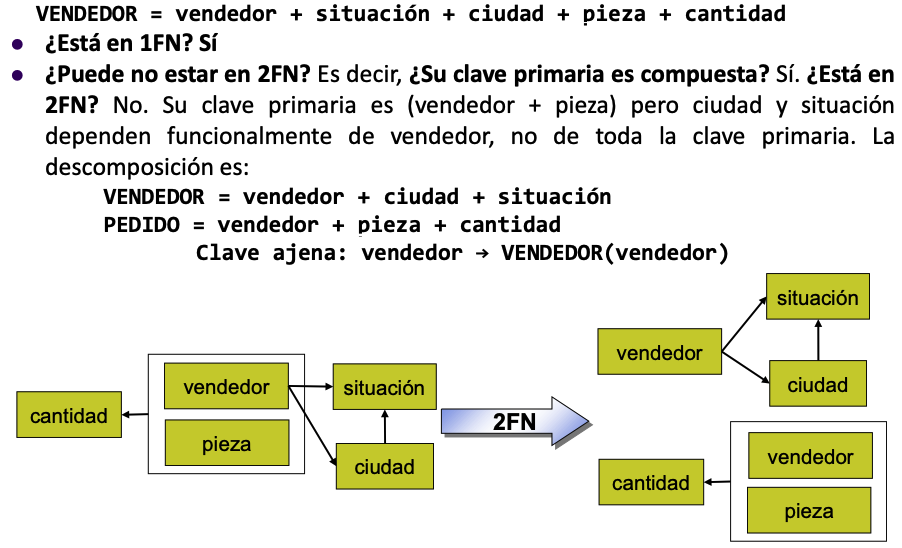 VENDEDOR = vendedor + situación + ciudad + pieza + cantidad
● ¿Está en 1FN? Sí
● ¿Puede no estar en 2FN? Es decir, ¿Su clave primaria es compuesta? Sí. ¿Está en
2FN? No. Su clave primaria es (vendedor + pieza) pero ciudad y situación
dependen funcionalmente de vendedor, no de toda la clave primaria. La
descomposición es:
VENDEDOR = vendedor + ciudad + situación
PEDIDO = vendedor + pieza + cantidad
Clave ajena: vendedor → VENDEDOR(vendedor)
cantidad
vendedor
pieza
situación
ciudad
2FN
vendedor
situación
ciudad
cantidad
vendedor
pieza